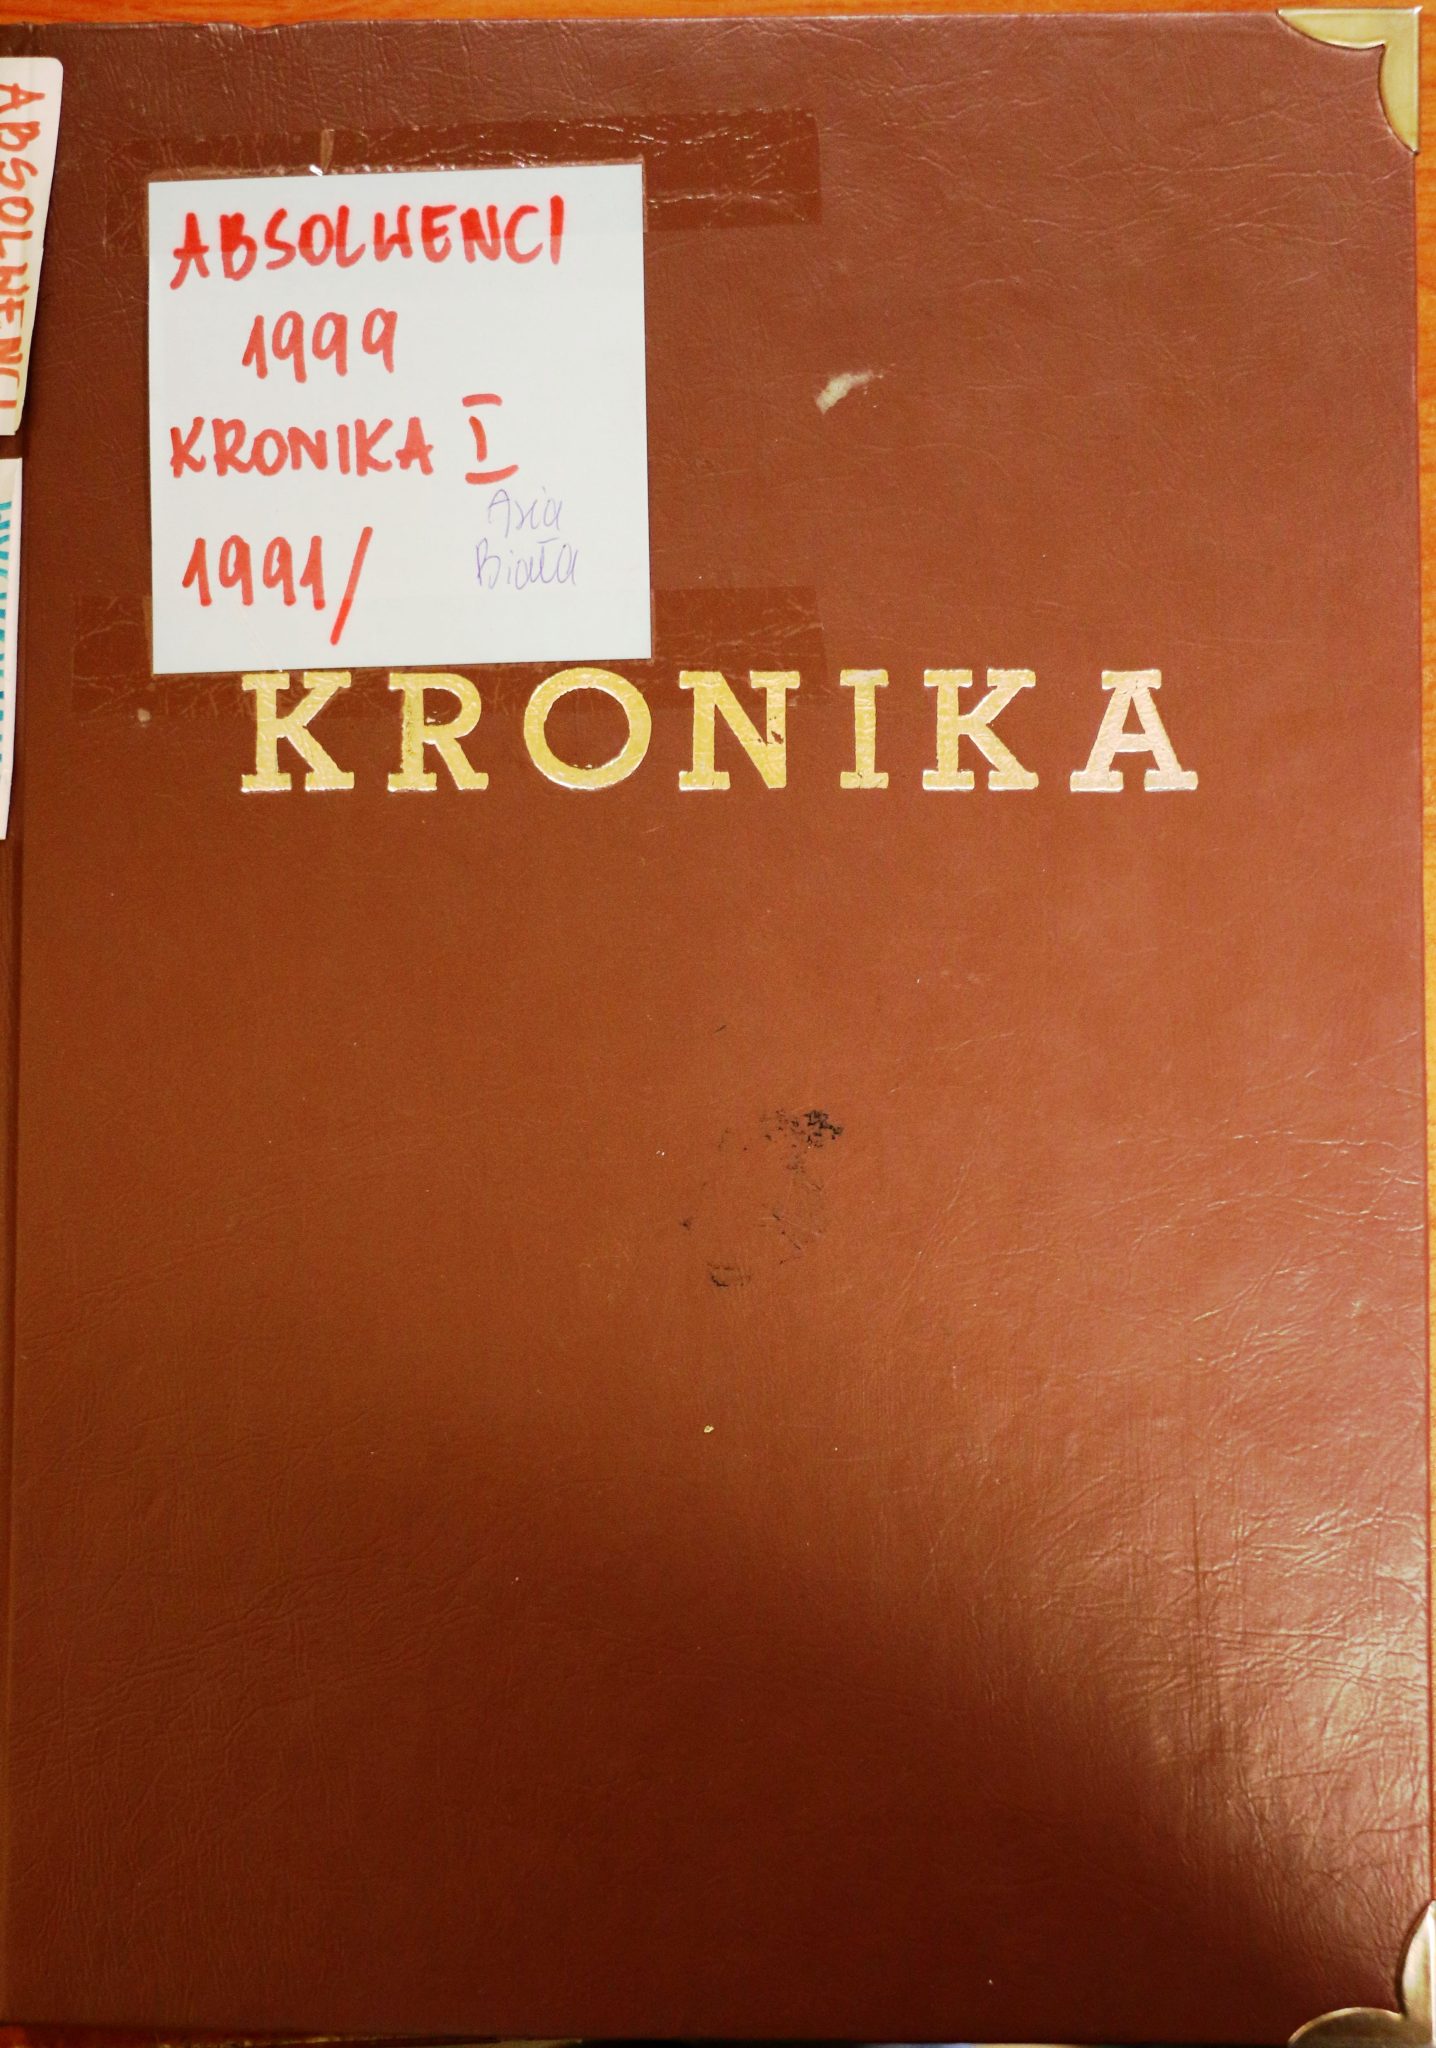 ABSOLWENCI
1999
KRONIKA I
1991/
Asia
Biała
KRONIKA
ABSOLWENCI